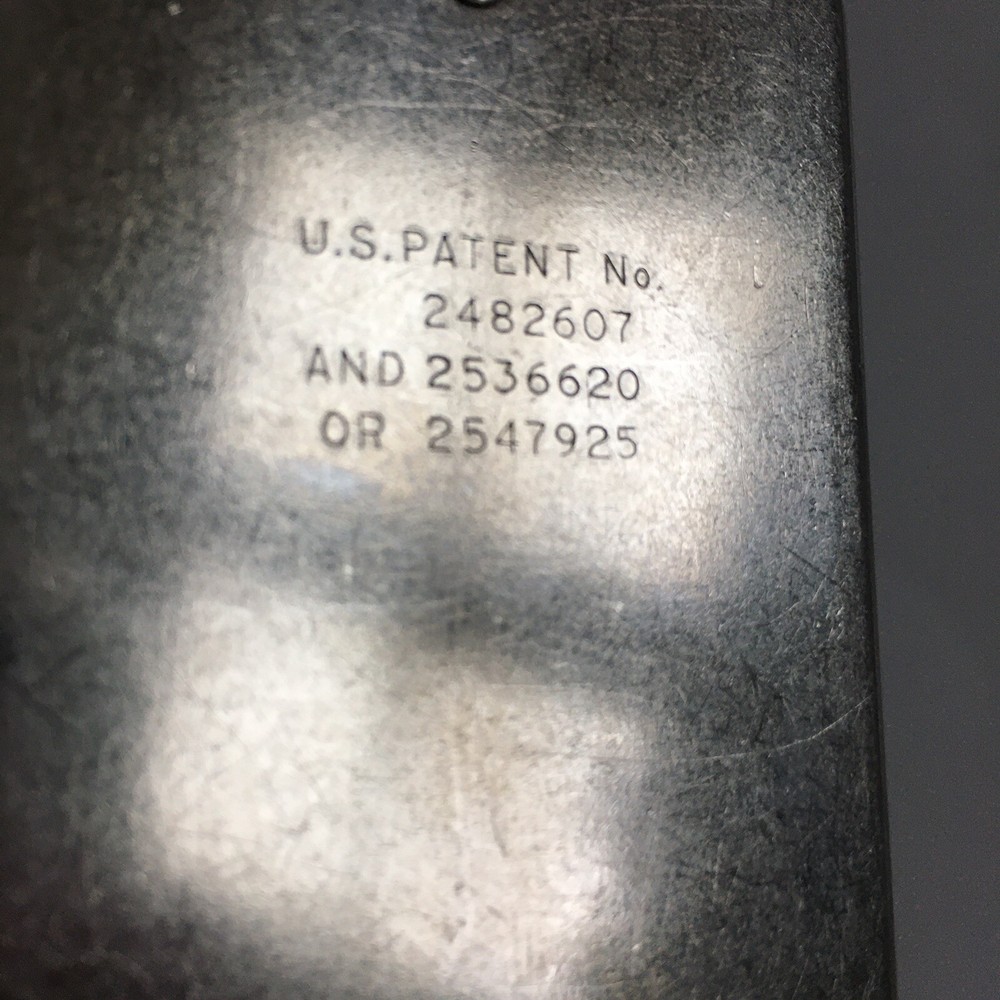 U.S. PATENT No.
2482607
AND 2536620
OR 2547925